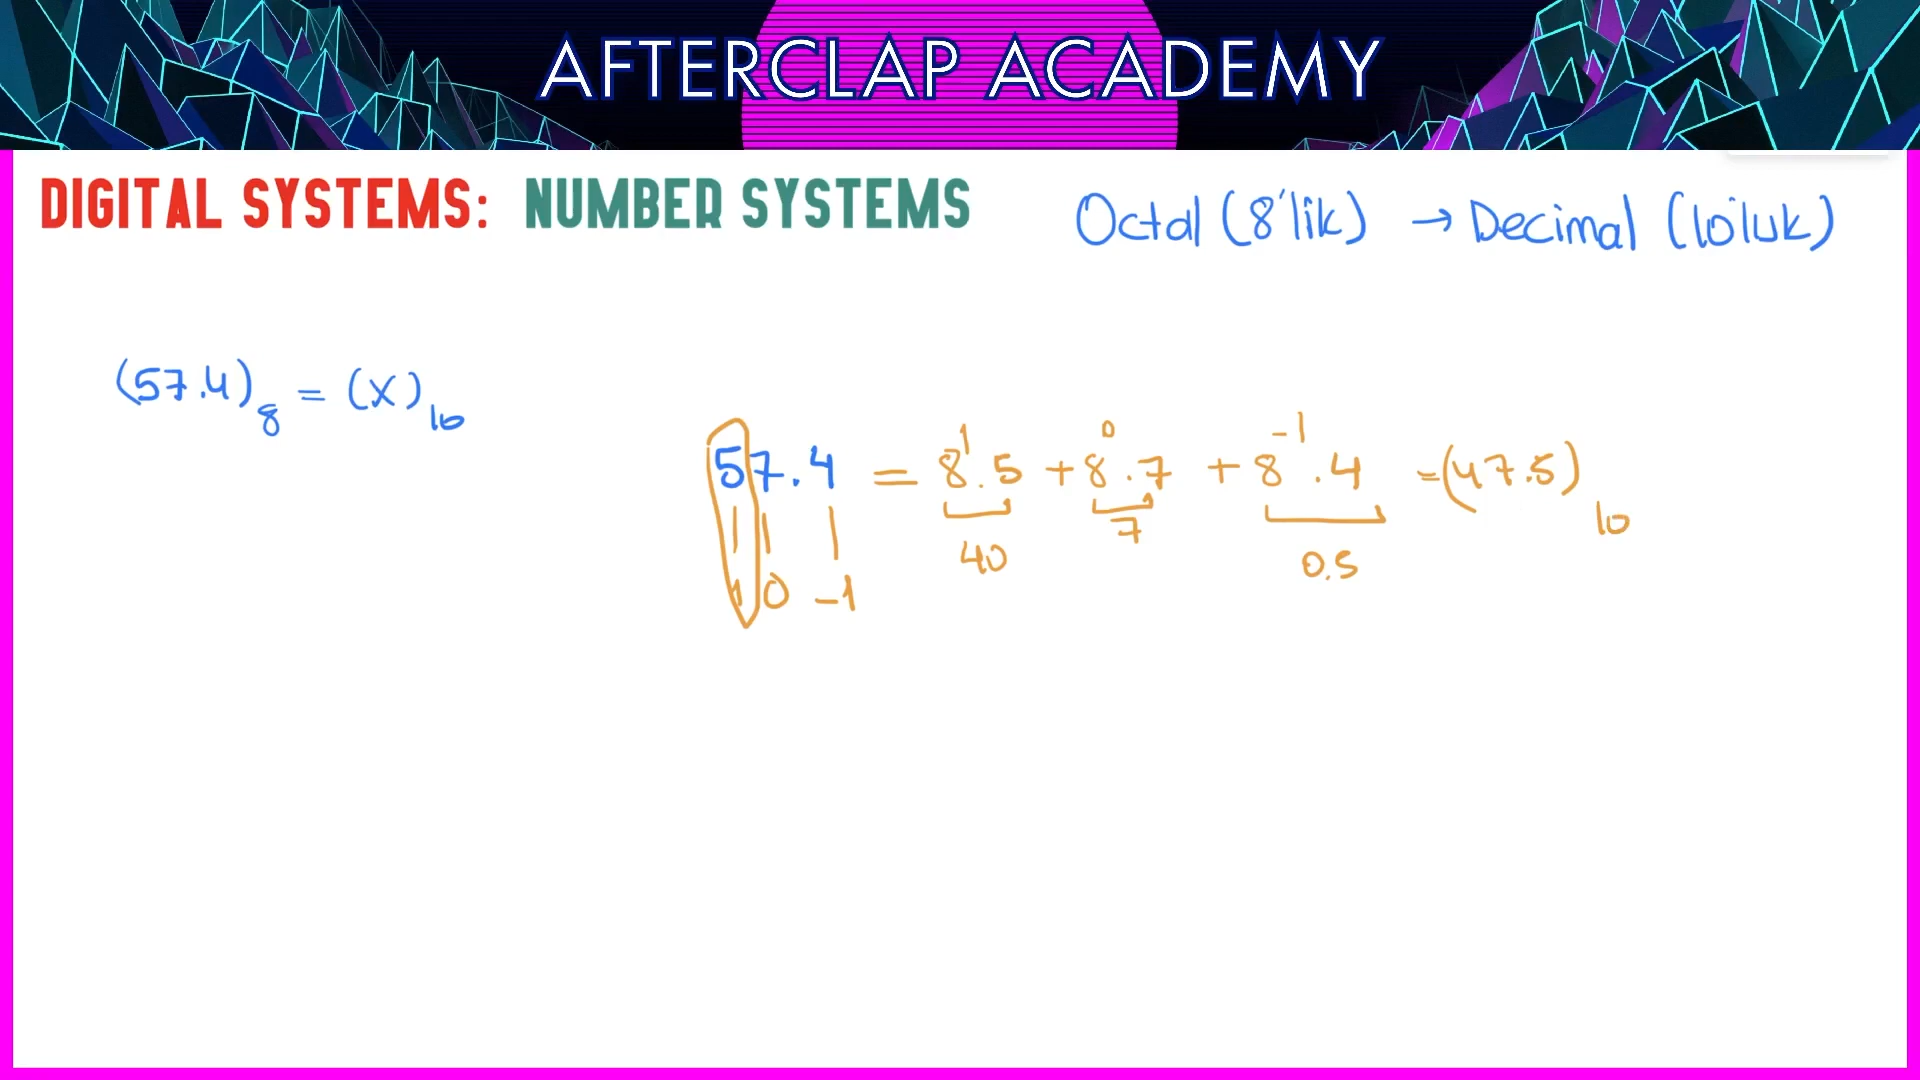 AFTERCLAP ACADEMY
DIGITAL SYSTEMS: NUMBER SYSTEMS
Octal (8'lik) → Decimal (10'luk)
(57.4)₈ = (X)₁₀
57.4 = 8¹.5 + 8⁰.7 + 8⁻¹.4 = (47.5)₁₀
40 7 0.5
1 0 -1